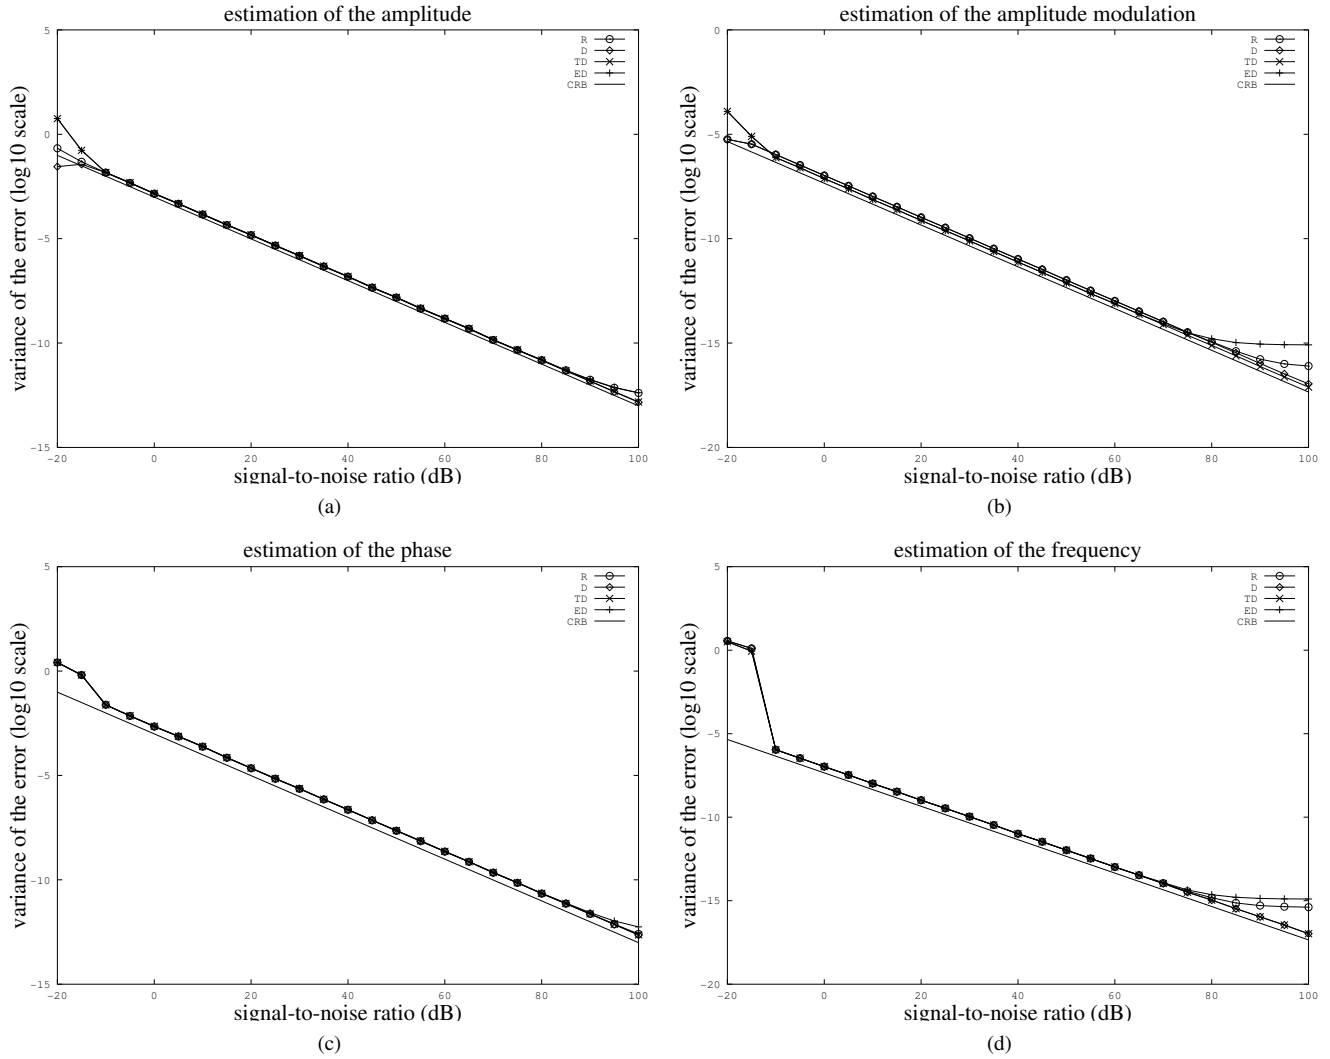 estimation of the amplitude
5
0
−5
−10
−15
−20
0
20
40
60
80
100
R
D
TD
ED
CRB
variance of the error (log10 scale)
signal-to-noise ratio (dB)
(a)
estimation of the amplitude modulation
0
−5
−10
−15
−20
−20
0
20
40
60
80
100
R
D
TD
ED
CRB
variance of the error (log10 scale)
signal-to-noise ratio (dB)
(b)
estimation of the phase
5
0
−5
−10
−15
−20
0
20
40
60
80
100
R
D
TD
ED
CRB
variance of the error (log10 scale)
signal-to-noise ratio (dB)
(c)
estimation of the frequency
5
0
−5
−10
−15
−20
−20
0
20
40
60
80
100
R
D
TD
ED
CRB
variance of the error (log10 scale)
signal-to-noise ratio (dB)
(d)